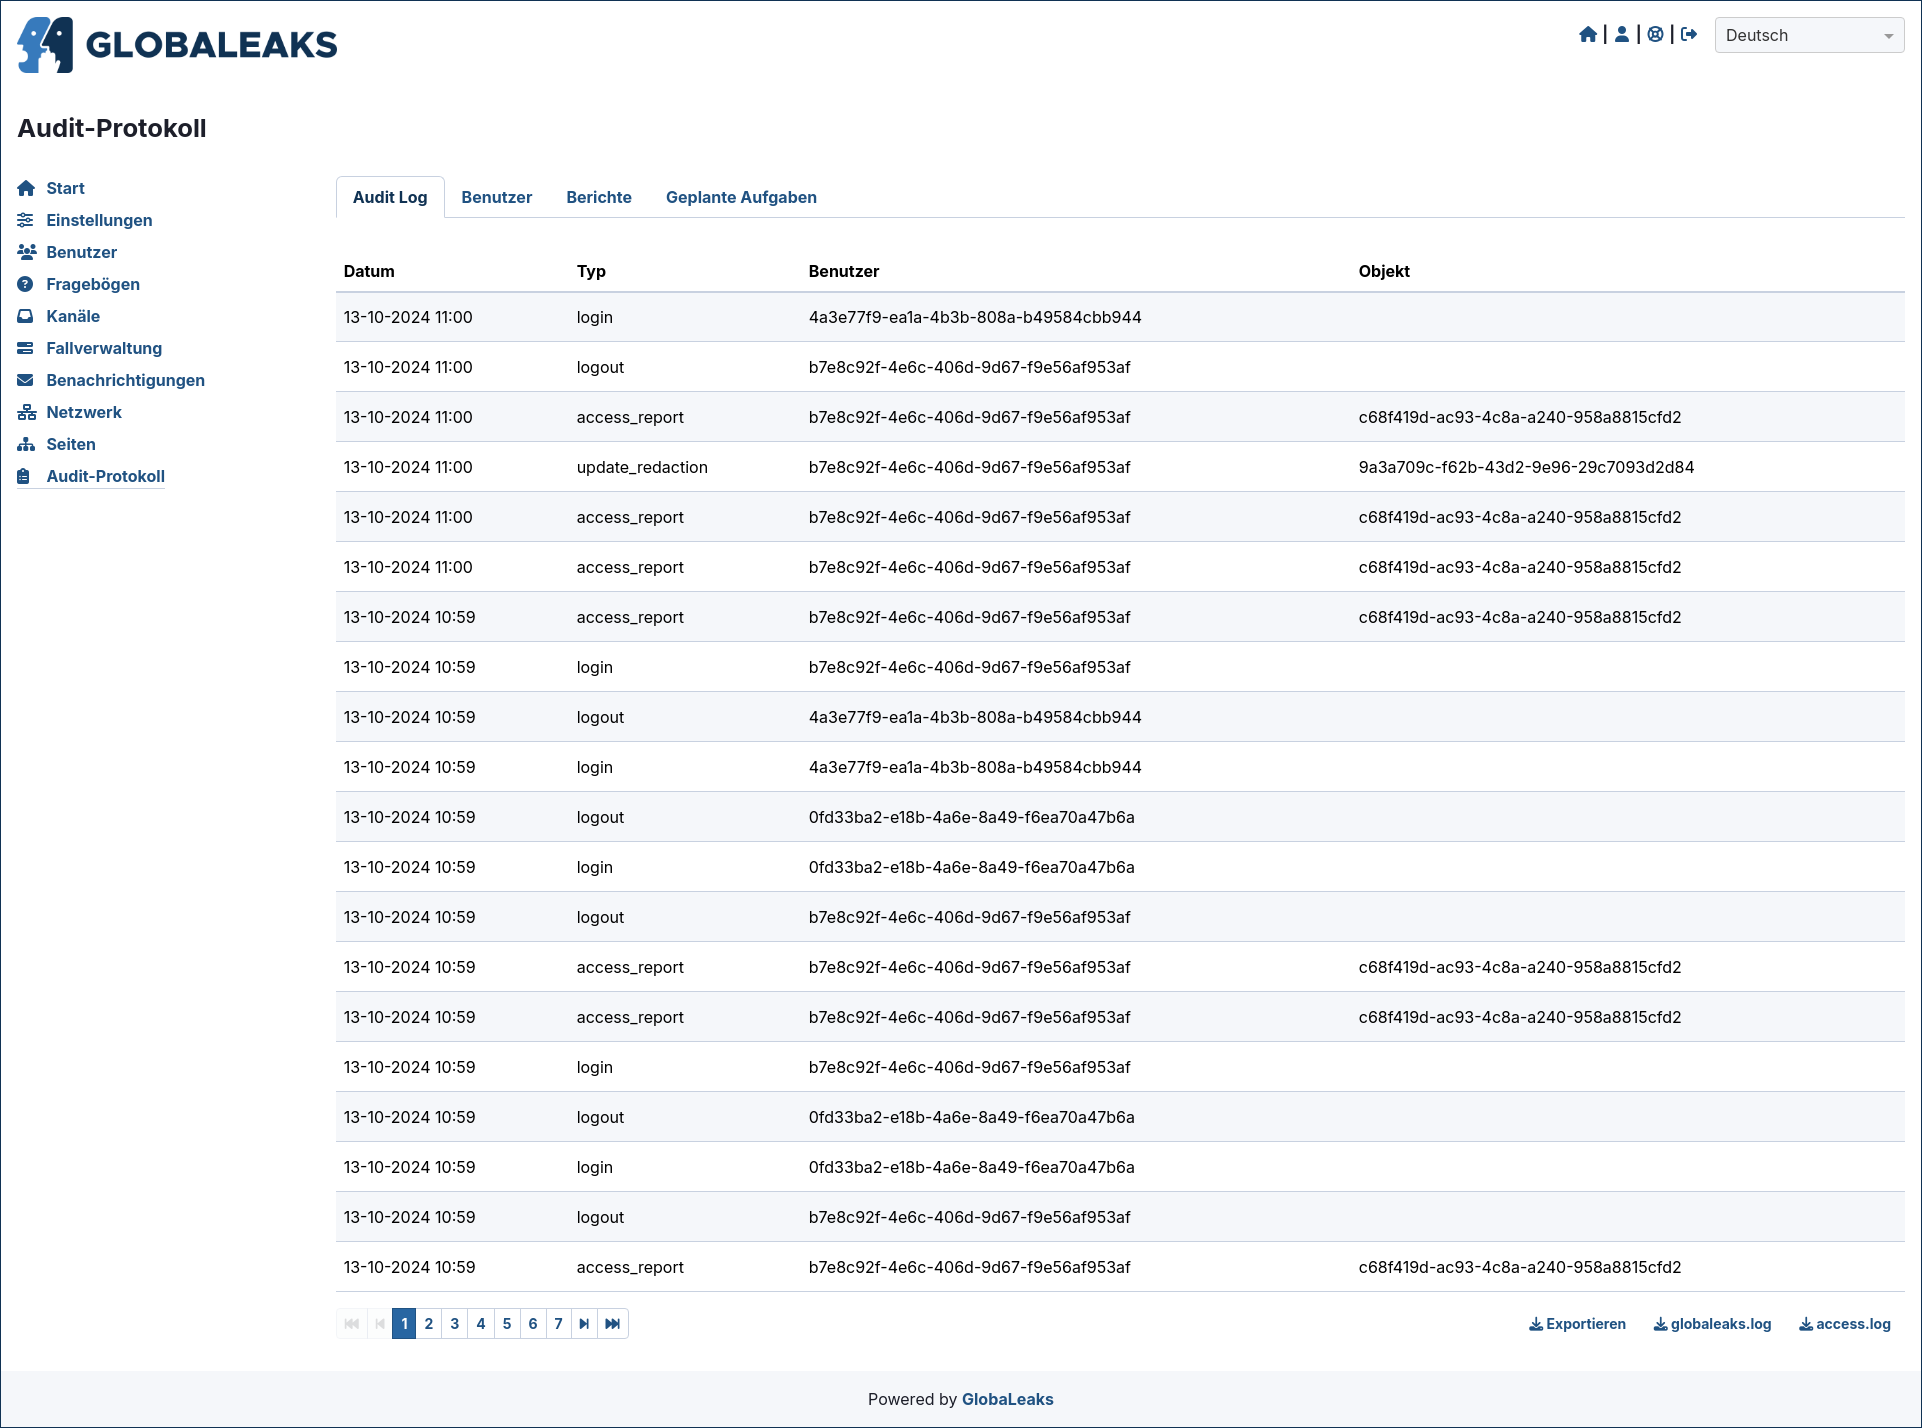 GLOBALEAKS
Deutsch
Audit-Protokoll
Start
Einstellungen
Benutzer
Fragebögen
Kanäle
Fallverwaltung
Benachrichtigungen
Netzwerk
Seiten
Audit-Protokoll
Audit Log Benutzer Berichte Geplante Aufgaben
Datum Typ Benutzer Objekt
13-10-2024 11:00 login 4a3e77f9-ea1a-4b3b-808a-b49584cbb944
13-10-2024 11:00 logout b7e8c92f-4e6c-406d-9d67-f9e56af953af
13-10-2024 11:00 access_report b7e8c92f-4e6c-406d-9d67-f9e56af953af c68f419d-ac93-4c8a-a240-958a8815cfd2
13-10-2024 11:00 update_redaction b7e8c92f-4e6c-406d-9d67-f9e56af953af 9a3a709c-f62b-43d2-9e96-29c7093d2d84
13-10-2024 11:00 access_report b7e8c92f-4e6c-406d-9d67-f9e56af953af c68f419d-ac93-4c8a-a240-958a8815cfd2
13-10-2024 11:00 access_report b7e8c92f-4e6c-406d-9d67-f9e56af953af c68f419d-ac93-4c8a-a240-958a8815cfd2
13-10-2024 10:59 access_report b7e8c92f-4e6c-406d-9d67-f9e56af953af c68f419d-ac93-4c8a-a240-958a8815cfd2
13-10-2024 10:59 login b7e8c92f-4e6c-406d-9d67-f9e56af953af
13-10-2024 10:59 logout 4a3e77f9-ea1a-4b3b-808a-b49584cbb944
13-10-2024 10:59 login 4a3e77f9-ea1a-4b3b-808a-b49584cbb944
13-10-2024 10:59 logout 0fd33ba2-e18b-4a6e-8a49-f6ea70a47b6a
13-10-2024 10:59 login 0fd33ba2-e18b-4a6e-8a49-f6ea70a47b6a
13-10-2024 10:59 logout b7e8c92f-4e6c-406d-9d67-f9e56af953af
13-10-2024 10:59 access_report b7e8c92f-4e6c-406d-9d67-f9e56af953af c68f419d-ac93-4c8a-a240-958a8815cfd2
13-10-2024 10:59 access_report b7e8c92f-4e6c-406d-9d67-f9e56af953af c68f419d-ac93-4c8a-a240-958a8815cfd2
13-10-2024 10:59 login b7e8c92f-4e6c-406d-9d67-f9e56af953af
13-10-2024 10:59 logout 0fd33ba2-e18b-4a6e-8a49-f6ea70a47b6a
13-10-2024 10:59 login 0fd33ba2-e18b-4a6e-8a49-f6ea70a47b6a
13-10-2024 10:59 logout b7e8c92f-4e6c-406d-9d67-f9e56af953af
13-10-2024 10:59 access_report b7e8c92f-4e6c-406d-9d67-f9e56af953af c68f419d-ac93-4c8a-a240-958a8815cfd2
1 2 3 4 5 6 7 Exportieren globaleaks.log access.log
Powered by GlobaLeaks